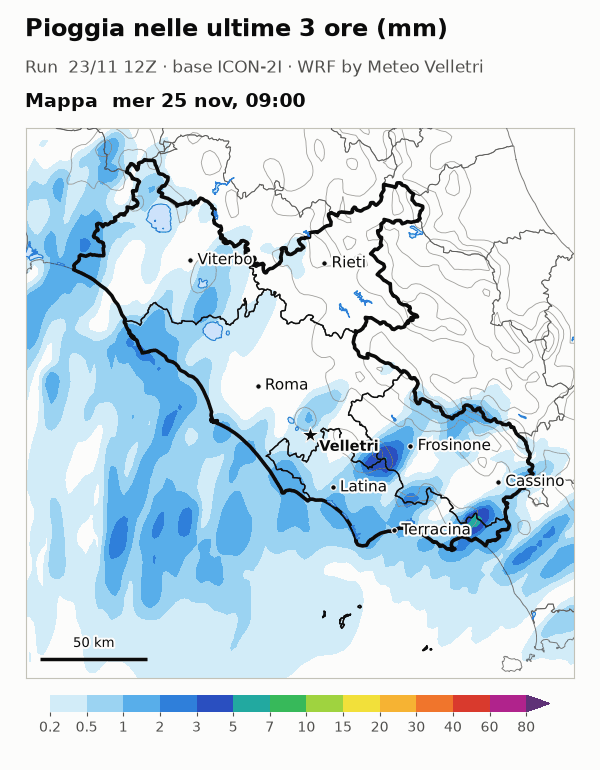 Pioggia nelle ultime 3 ore (mm)
Run  23/11 12Z · base ICON-2I · WRF by Meteo Velletri
Mappa  mer 25 nov, 09:00
Viterbo
Rieti
Roma
Velletri
Frosinone
Latina
Cassino
Terracina
50 km
0.2 0.5 1 2 3 5 7 10 15 20 30 40 60 80